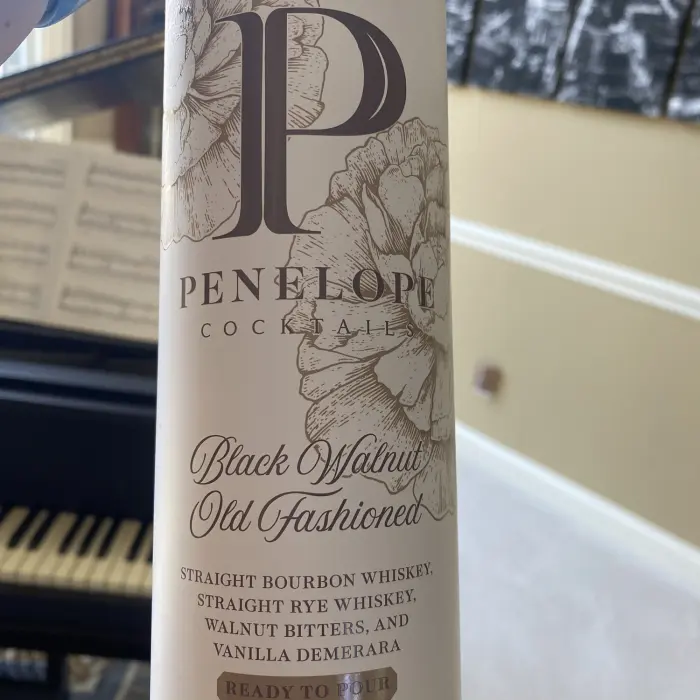 P
PENELOPE
COCKTAILS
Black Walnut
Old Fashioned
STRAIGHT BOURBON WHISKEY,
STRAIGHT RYE WHISKEY,
WALNUT BITTERS, AND
VANILLA DEMERARA
READY TO POUR